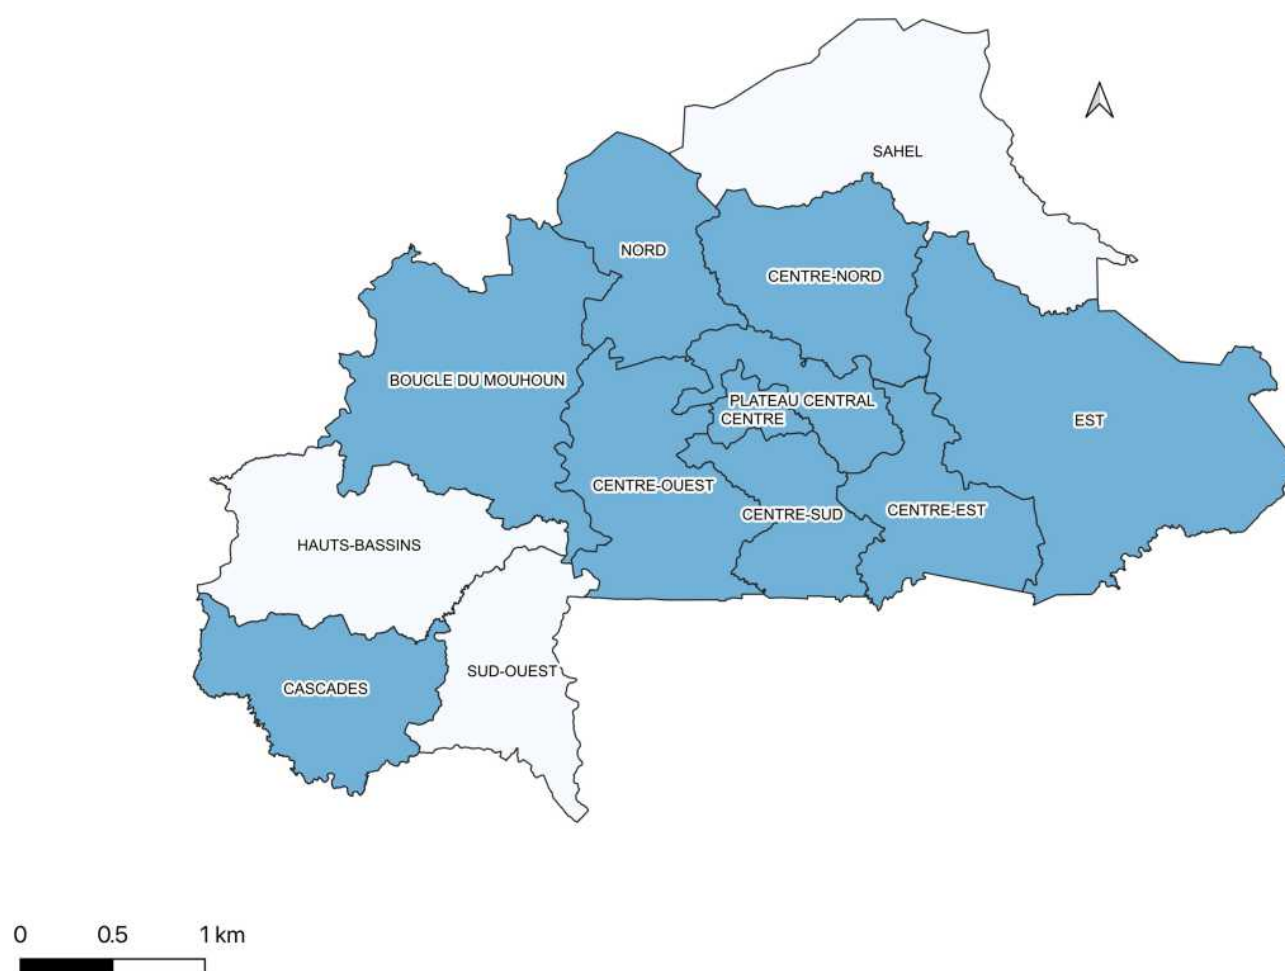 SAHEL
NORD
CENTRE-NORD
BOUCLE DU MOUHOUN
PLATEAU CENTRAL
CENTRE
EST
CENTRE-OUEST
CENTRE-SUD
CENTRE-EST
HAUTS-BASSINS
SUD-OUEST
CASCADES
0 0.5 1 km